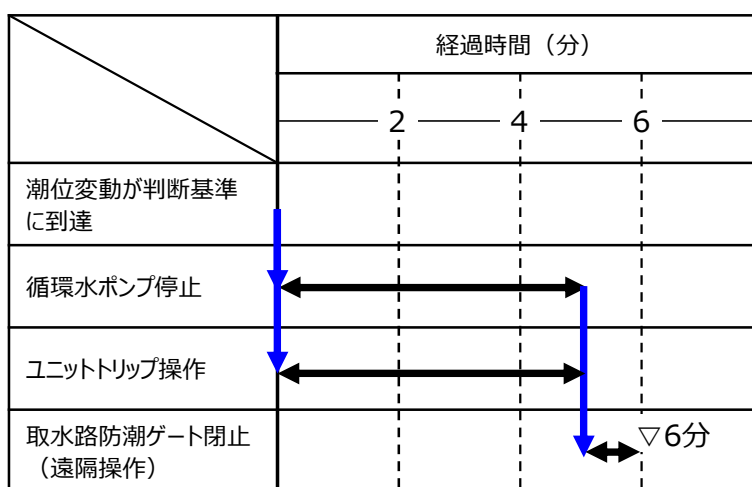 経過時間（分）
2 4 6
潮位変動が判断基準
に到達
循環水ポンプ停止
ユニットトリップ操作
取水路防潮ゲート閉止
（遠隔操作）
▽6分